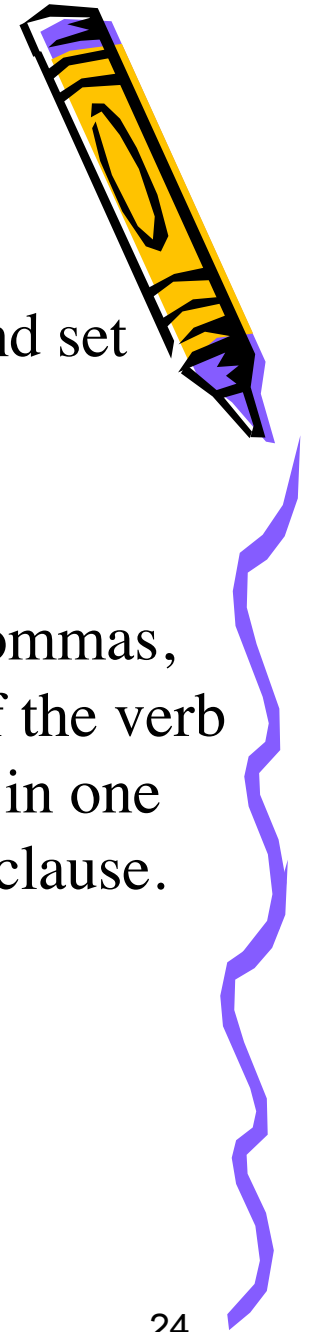 nd set
ommas,
f the verb
in one
clause.
24